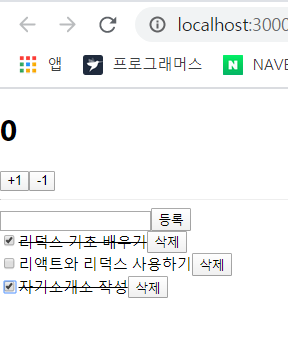 localhost:3000
앱 프로그래머스 N NAVE
0
+1 -1
등록
리덕스 기초 배우기 삭제
리액트와 리덕스 사용하기 삭제
자기소개소 작성 삭제